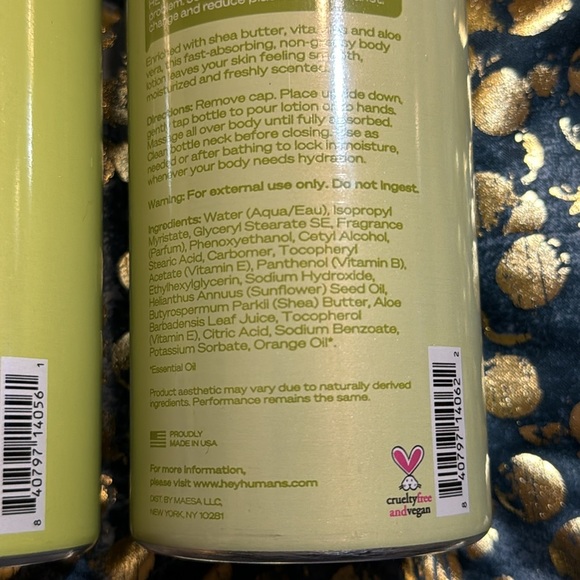 change and reduce
Enriched with shea butter, vita and aloe
vera, this fast-absorbing, non-greasy body
lotion leaves your skin feeling smooth,
moisturized and freshly scented.
Directions: Remove cap. Place upside down,
gently tap bottle to pour lotion onto hands.
Massage all over body until fully absorbed.
Clean bottle neck before closing. Use as
needed or after bathing to lock in moisture,
whenever your body needs hydration.
Warning: For external use only. Do not ingest.
Ingredients: Water (Aqua/Eau), Isopropyl
Myristate, Glyceryl Stearate SE, Fragrance
(Parfum), Phenoxyethanol, Cetyl Alcohol,
Stearic Acid, Carbomer, Tocopheryl
Acetate (Vitamin E), Panthenol (Vitamin B),
Ethylhexylglycerin, Sodium Hydroxide,
Helianthus Annuus (Sunflower) Seed Oil,
Butyrospermum Parkii (Shea) Butter, Aloe
Barbadensis Leaf Juice, Tocopherol
(Vitamin E), Citric Acid, Sodium Benzoate,
Potassium Sorbate, Orange Oil*.
*Essential Oil
Product aesthetic may vary due to naturally derived
ingredients. Performance remains the same.
PROUDLY
MADE IN USA
For more information,
please visit www.heyhumans.com
DIST. BY MAESA LLC,
NEW YORK, NY 10281
crueltyfree
andvegan
8 40797 14062 2
8 40797 14056 1